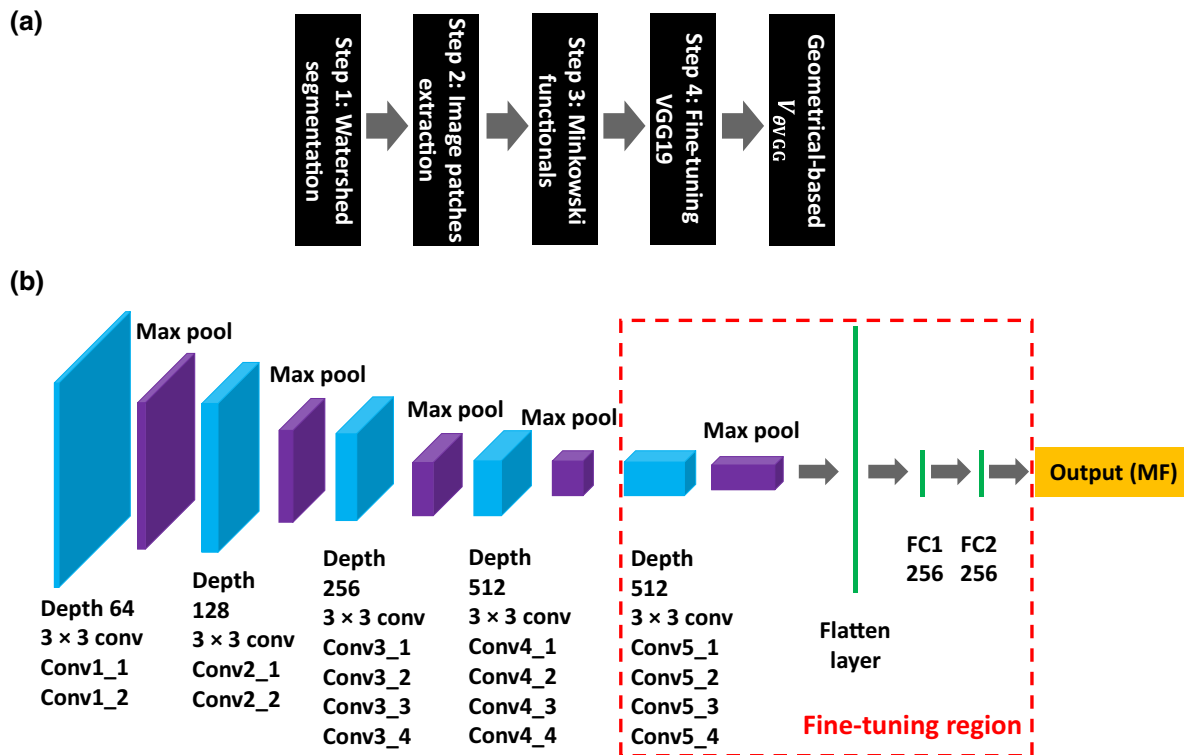 (a)
Step 1: Watershed
segmentation
Step 2: Image patches
extraction
Step 3: Minkowski
functionals
Step 4: Fine-tuning
VGG19
Geometrical-based
VθVGG
(b)
Max pool
Max pool
Max pool
Max pool
Max pool
Output (MF)
Depth 64
3 × 3 conv
Conv1_1
Conv1_2
Depth
128
3 × 3 conv
Conv2_1
Conv2_2
Depth
256
3 × 3 conv
Conv3_1
Conv3_2
Conv3_3
Conv3_4
Depth
512
3 × 3 conv
Conv4_1
Conv4_2
Conv4_3
Conv4_4
Depth
512
3 × 3 conv
Conv5_1
Conv5_2
Conv5_3
Conv5_4
Flatten
layer
FC1
256
FC2
256
Fine-tuning region